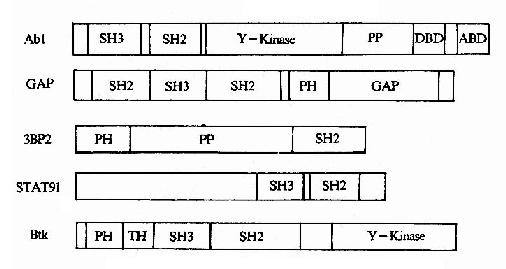 Abl SH3 SH2 Y-Kinase PP DBD ABD
GAP SH2 SH3 SH2 PH GAP
3BP2 PH PP SH2
STAT91 SH3 SH2
Btk PH TH SH3 SH2 Y-Kinase